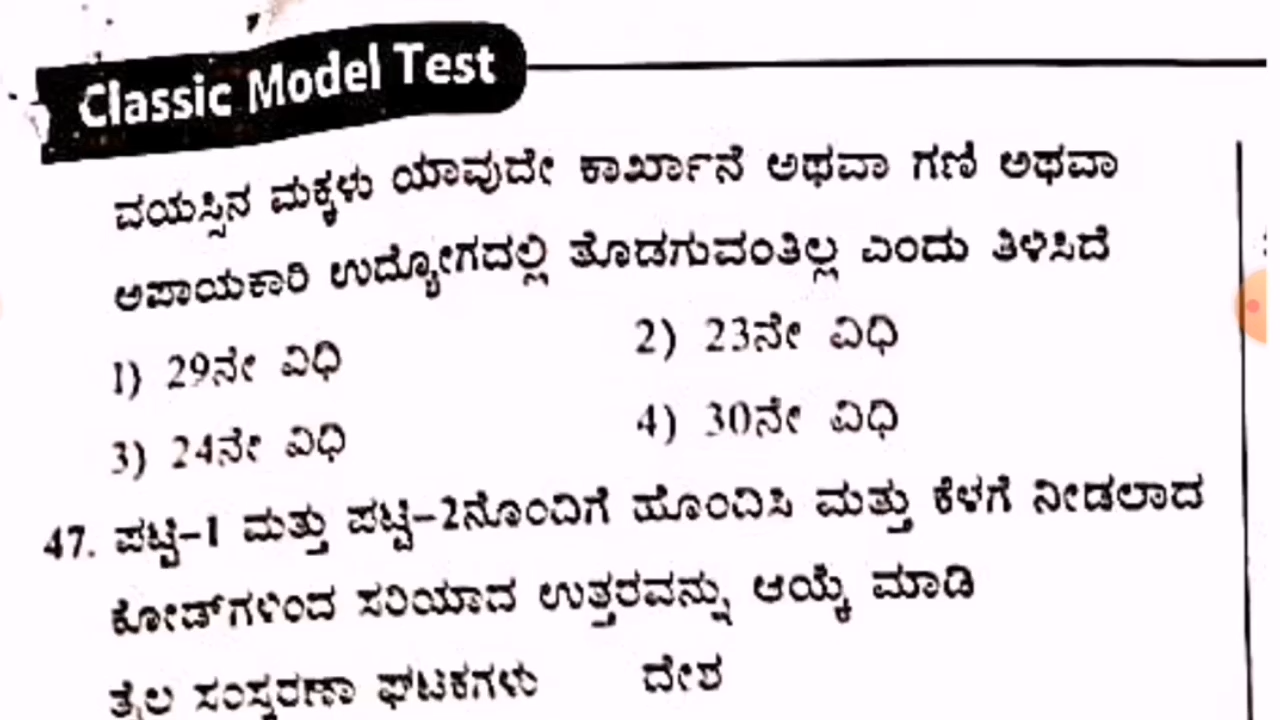 Classic Model Test
ವಯಸ್ಸಿನ ಮಕ್ಕಳು ಯಾವುದೇ ಕಾರ್ಖಾನೆ ಅಥವಾ ಗಣಿ ಅಥವಾ
ಅಪಾಯಕಾರಿ ಉದ್ಯೋಗದಲ್ಲಿ ತೊಡಗುವಂತಿಲ್ಲ ಎಂದು ತಿಳಿಸಿದೆ
1) 29ನೇ ವಿಧಿ 2) 23ನೇ ವಿಧಿ
3) 24ನೇ ವಿಧಿ 4) 30ನೇ ವಿಧಿ
47. ಪಟ್ಟಿ-1 ಮತ್ತು ಪಟ್ಟಿ-2ನೊಂದಿಗೆ ಹೊಂದಿಸಿ ಮತ್ತು ಕೆಳಗೆ ನೀಡಲಾದ
ಕೋಡ್‌ಗಳಿಂದ ಸರಿಯಾದ ಉತ್ತರವನ್ನು ಆಯ್ಕೆ ಮಾಡಿ
ತೈಲ ಸಂಸ್ಕರಣಾ ಘಟಕಗಳು ದೇಶ